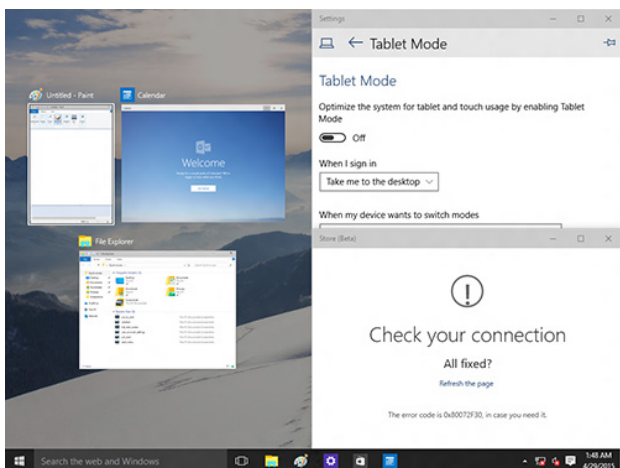 Settings
Tablet Mode
Tablet Mode
Optimize the system for tablet and touch usage by enabling Tablet
Mode
Off
When I sign in
Take me to the desktop
When my device wants to switch modes
Untitled - Paint
Calendar
Welcome
File Explorer
Store (Beta)
Check your connection
All fixed?
Refresh the page
The error code is 0x80072F30, in case you need it.
Search the web and Windows
1:48 AM
4/29/2015